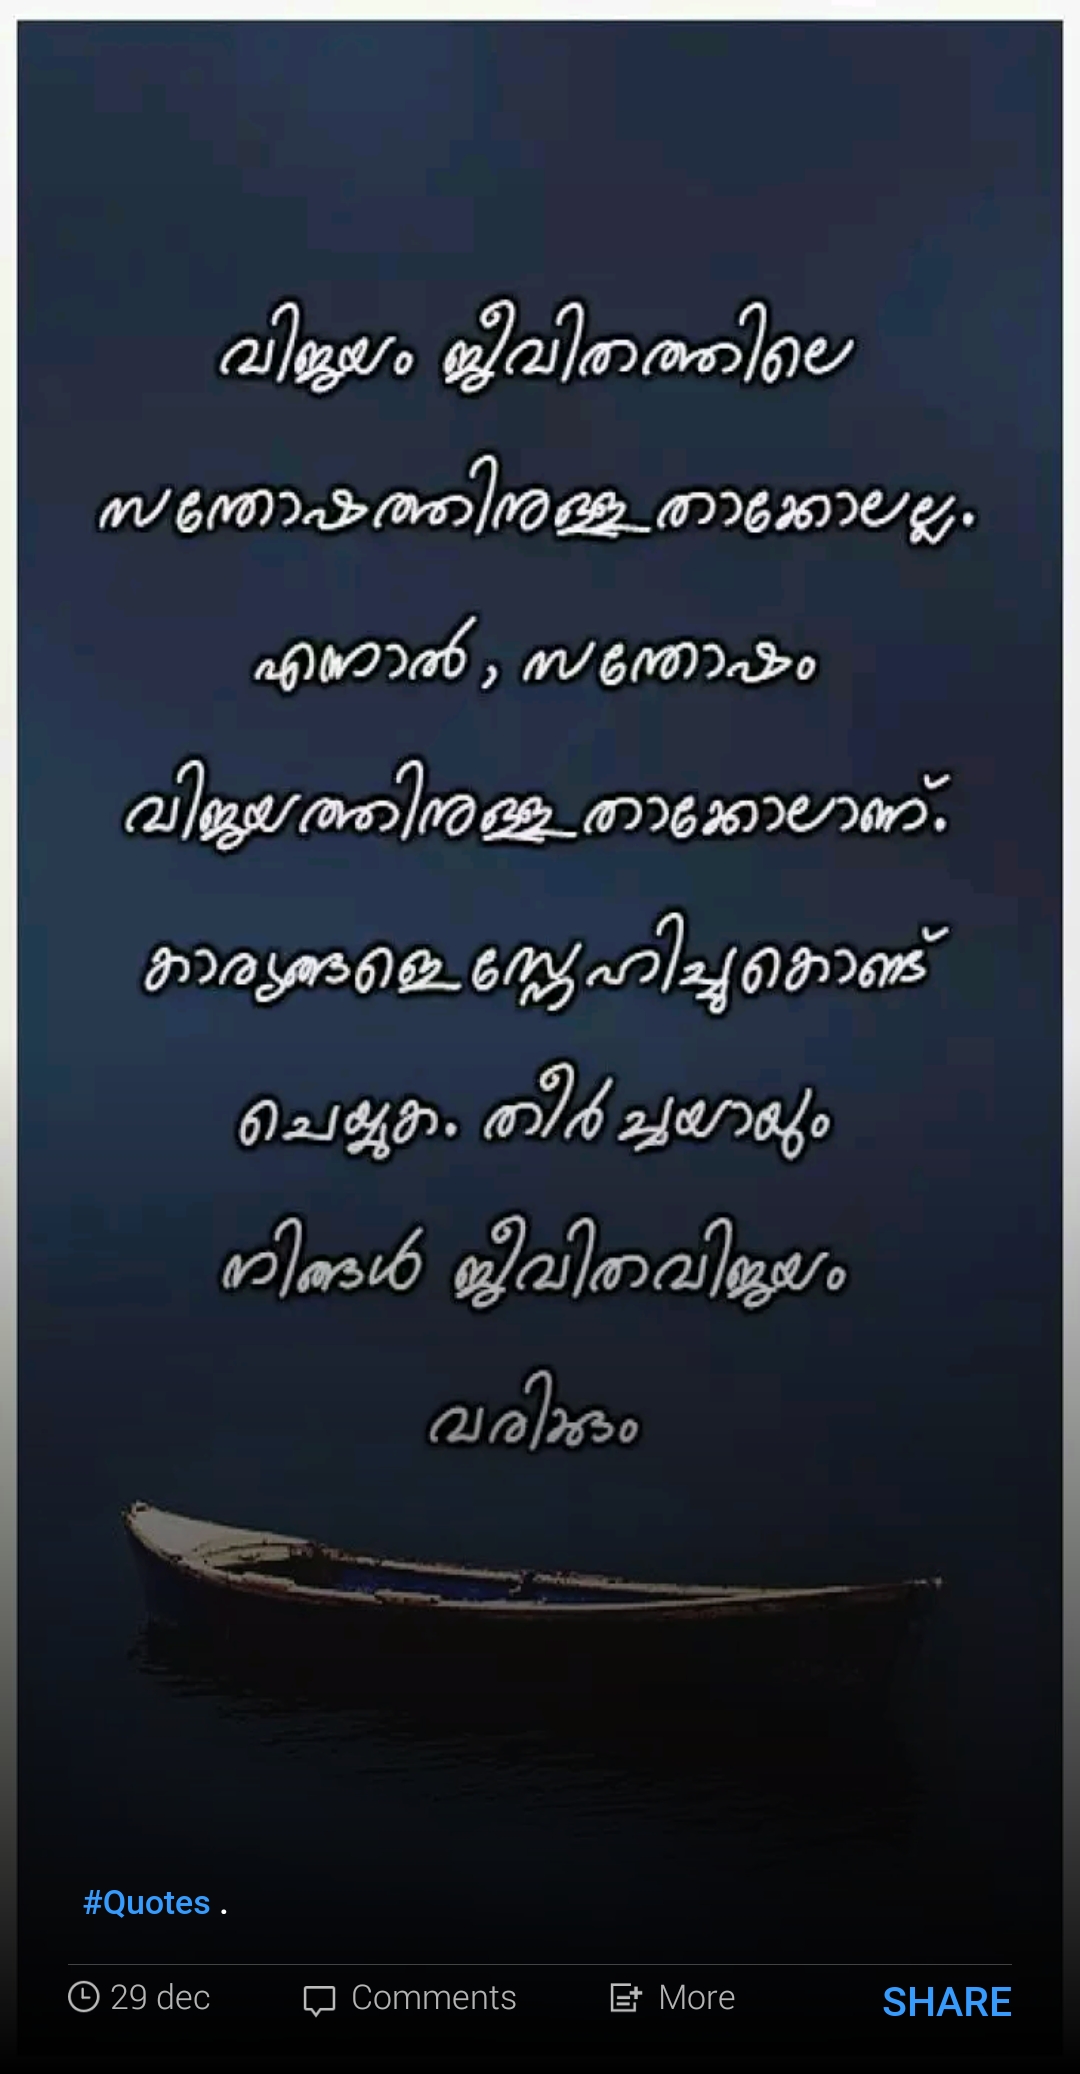 വിജയം ജീവിതത്തിലെ
സന്തോഷത്തിനുള്ള താക്കോലല്ല.
എന്നാൽ, സന്തോഷം
വിജയത്തിനുള്ള താക്കോലാണ്.
കാര്യങ്ങളെ സ്നേഹിച്ചുകൊണ്ട്
ചെയ്യുക. തീർച്ചയായും
നിങ്ങൾ ജീവിതവിജയം
വരിക്കും
#Quotes .
29 dec Comments More SHARE